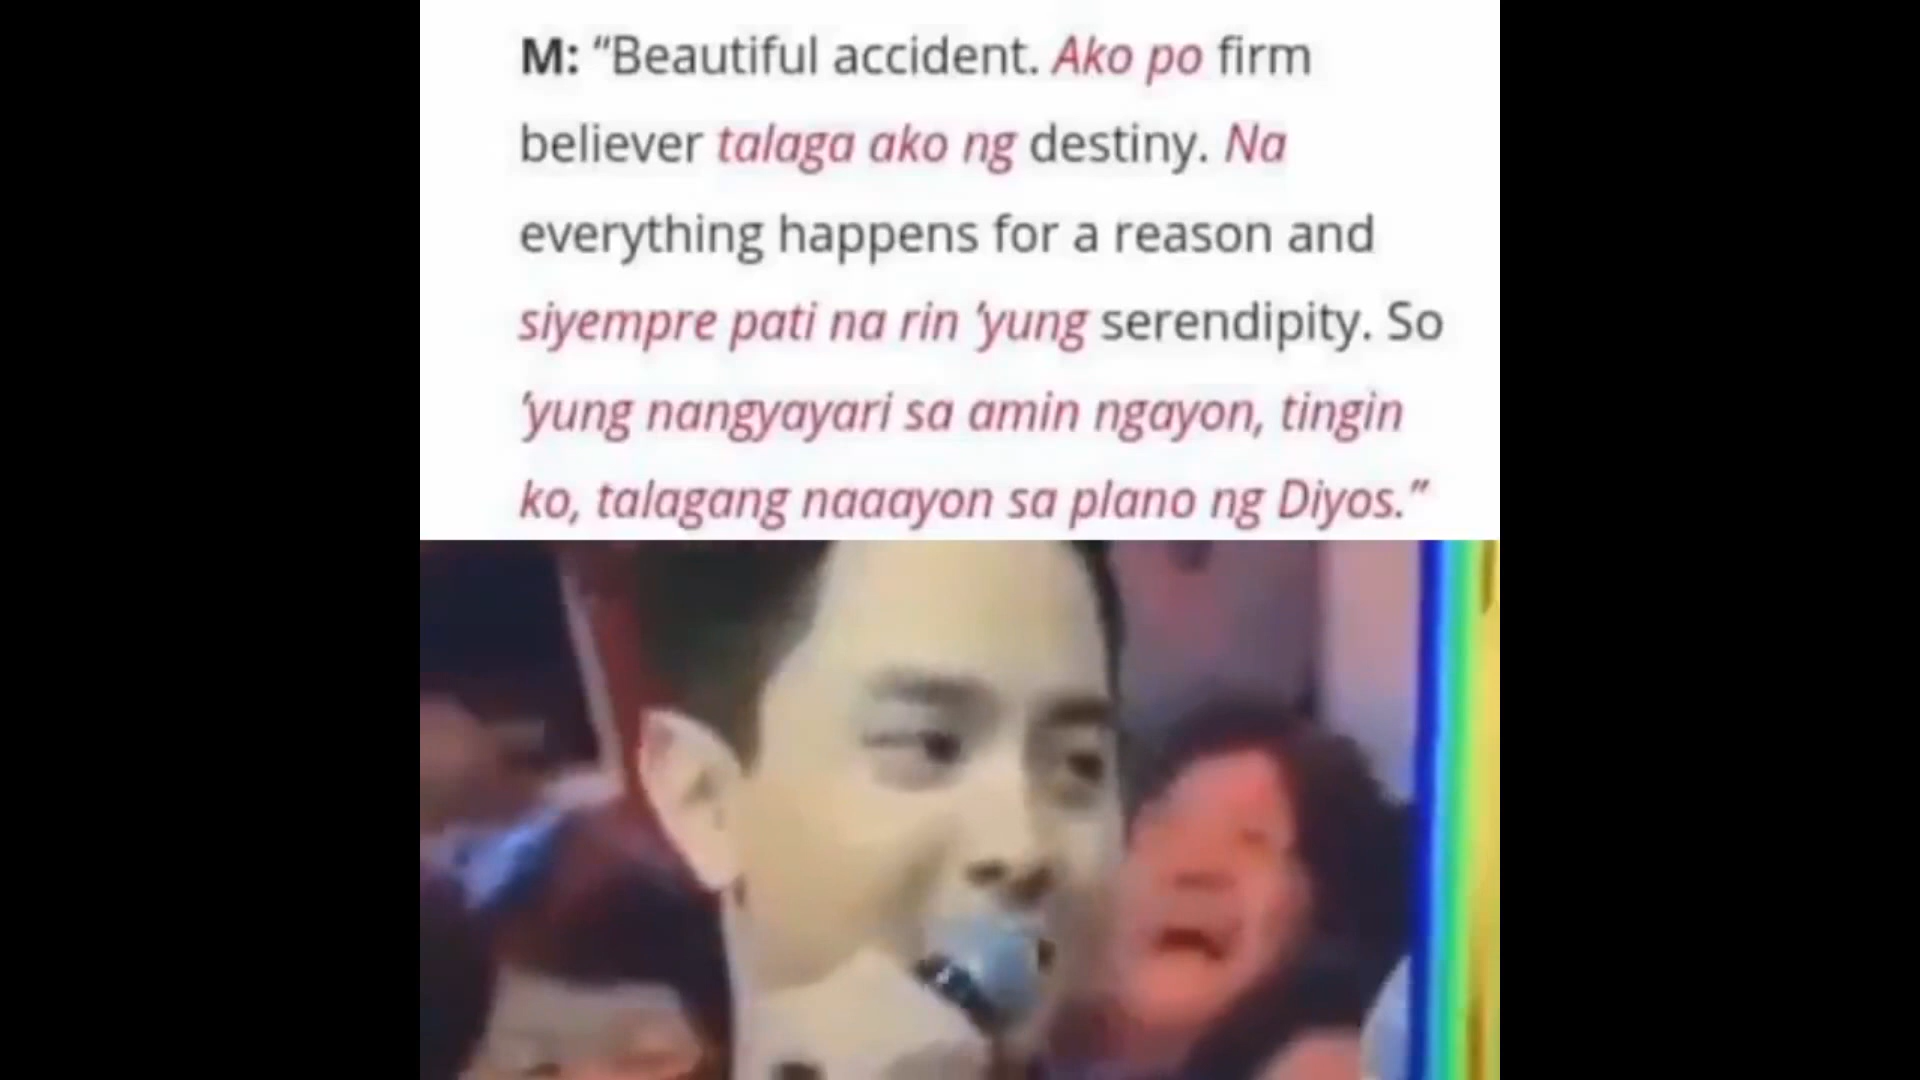 M: “Beautiful accident. Ako po firm
believer talaga ako ng destiny. Na
everything happens for a reason and
siyempre pati na rin ’yung serendipity. So
’yung nangyayari sa amin ngayon, tingin
ko, talagang naaayon sa plano ng Diyos.”